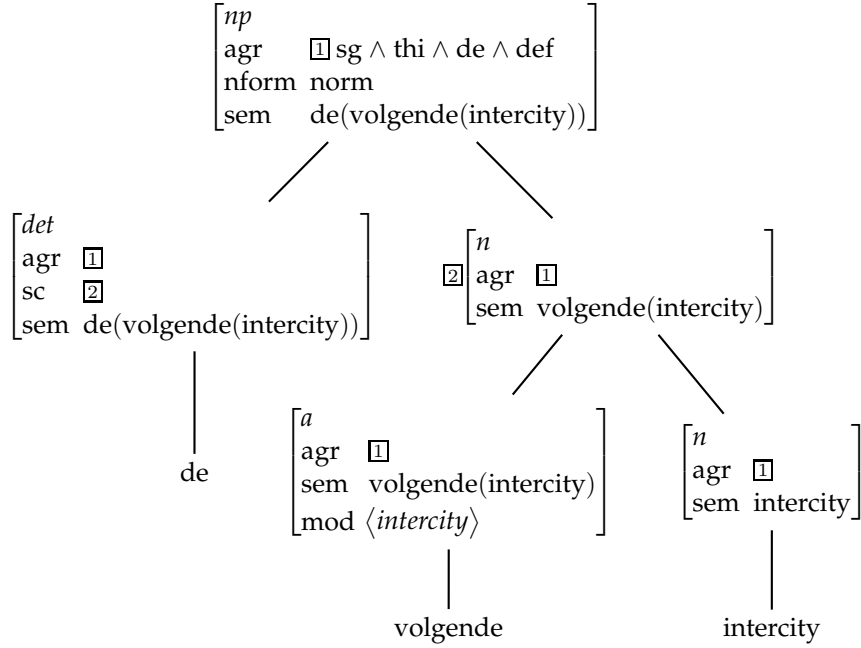 np
agr 1 sg ∧ thi ∧ de ∧ def
nform norm
sem de(volgende(intercity))
det
agr 1
sc 2
sem de(volgende(intercity))
2 n
agr 1
sem volgende(intercity)
de
a
agr 1
sem volgende(intercity)
mod ⟨intercity⟩
n
agr 1
sem intercity
volgende
intercity